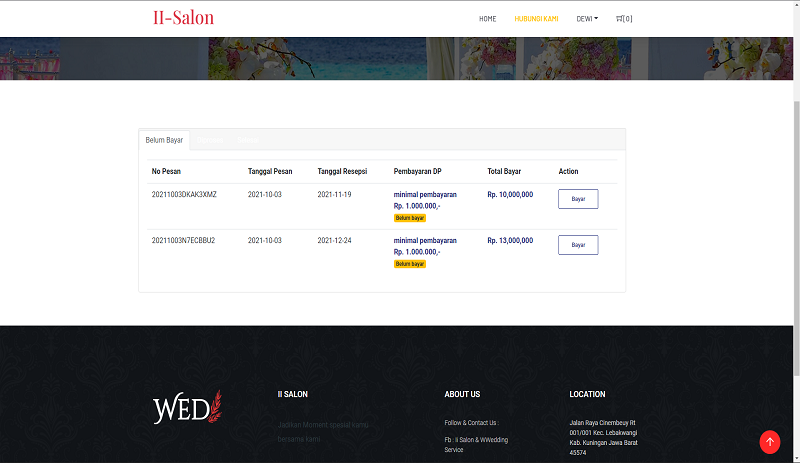 II-Salon
HOME HUBUNGI KAMI DEWI [0]
Belum Bayar
No Pesan Tanggal Pesan Tanggal Resepsi Pembayaran DP Total Bayar Action
20211003DKAK3XMZ 2021-10-03 2021-11-19 minimal pembayaran Rp. 10,000,000 Bayar
Rp. 1.000.000,-
Belum bayar
20211003N7ECBBU2 2021-10-03 2021-12-24 minimal pembayaran Rp. 13,000,000 Bayar
Rp. 1.000.000,-
Belum bayar
WED
II SALON
Jadikan Moment spesial kamu
bersama kami
ABOUT US
Follow & Contact Us :
Fb : Ii Salon & WWedding
Service
LOCATION
Jalan Raya Cinembeuy Rt
001/001 Kec. Lebakwangi
Kab. Kuningan Jawa Barat
45574